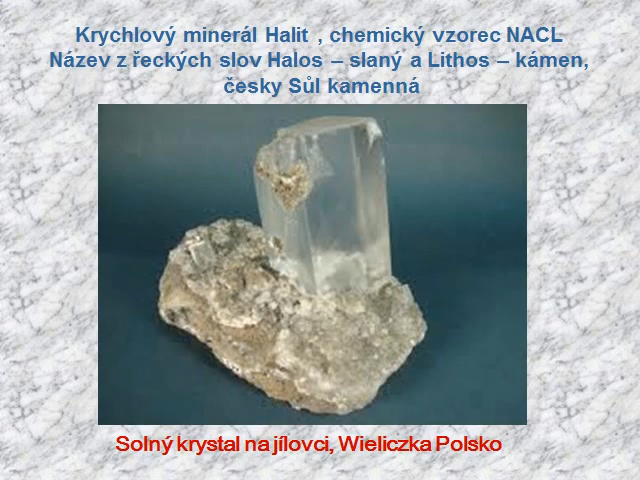 Krychlový minerál Halit , chemický vzorec NACL
Název z řeckých slov Halos – slaný a Lithos – kámen,
česky Sůl kamenná
Solný krystal na jílovci, Wieliczka Polsko